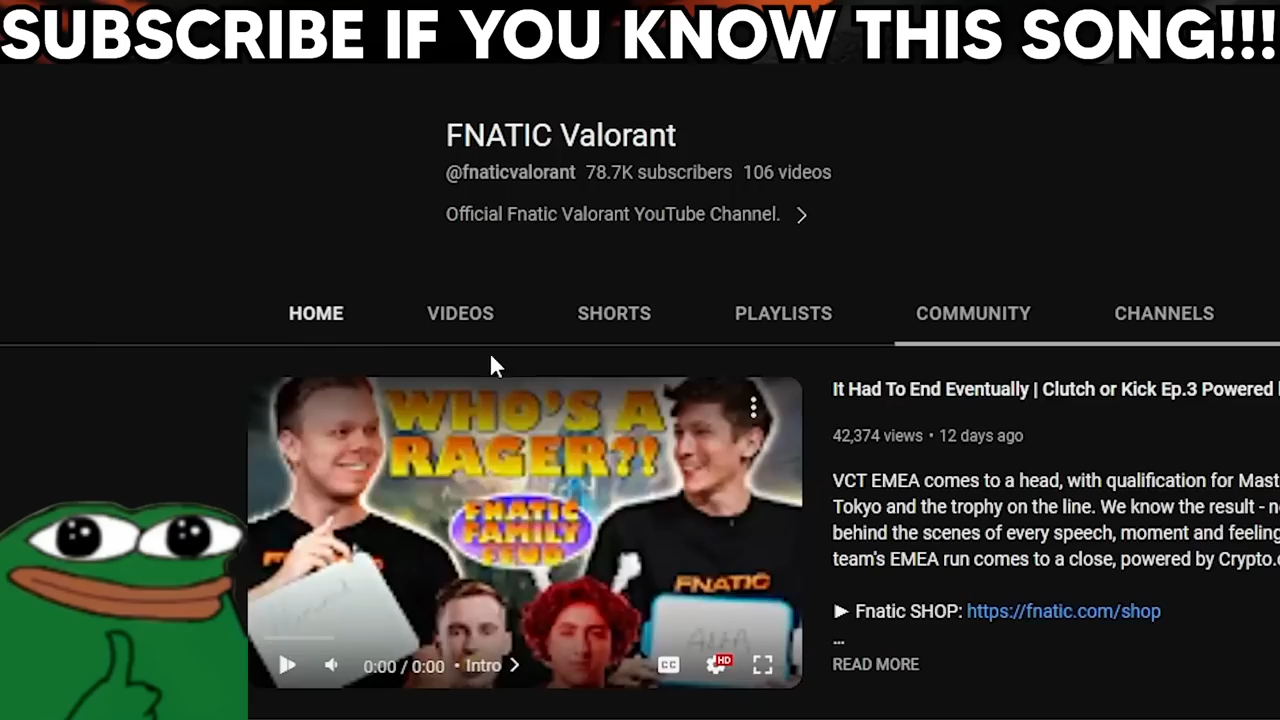 SUBSCRIBE IF YOU KNOW THIS SONG!!!
FNATIC Valorant
@fnaticvalorant 78.7K subscribers 106 videos
Official Fnatic Valorant YouTube Channel.
HOME VIDEOS SHORTS PLAYLISTS COMMUNITY CHANNELS
WHO'S A
RAGER?!
FNATIC
FAMILY
FEUD
FNATIC
0:00 / 0:00 • Intro
CC
HD
It Had To End Eventually | Clutch or Kick Ep.3 Powered
42,374 views • 12 days ago
VCT EMEA comes to a head, with qualification for Mast
Tokyo and the trophy on the line. We know the result -
behind the scenes of every speech, moment and feeling
team's EMEA run comes to a close, powered by Crypto.
► Fnatic SHOP: https://fnatic.com/shop
...
READ MORE